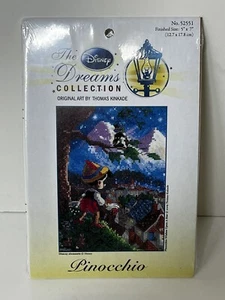 No. 52551
Finished Size: 5" x 7"
(12.7 x 17.8 cm)
The Disney
Dreams
COLLECTION
ORIGINAL ART BY THOMAS KINKADE
Pinocchio